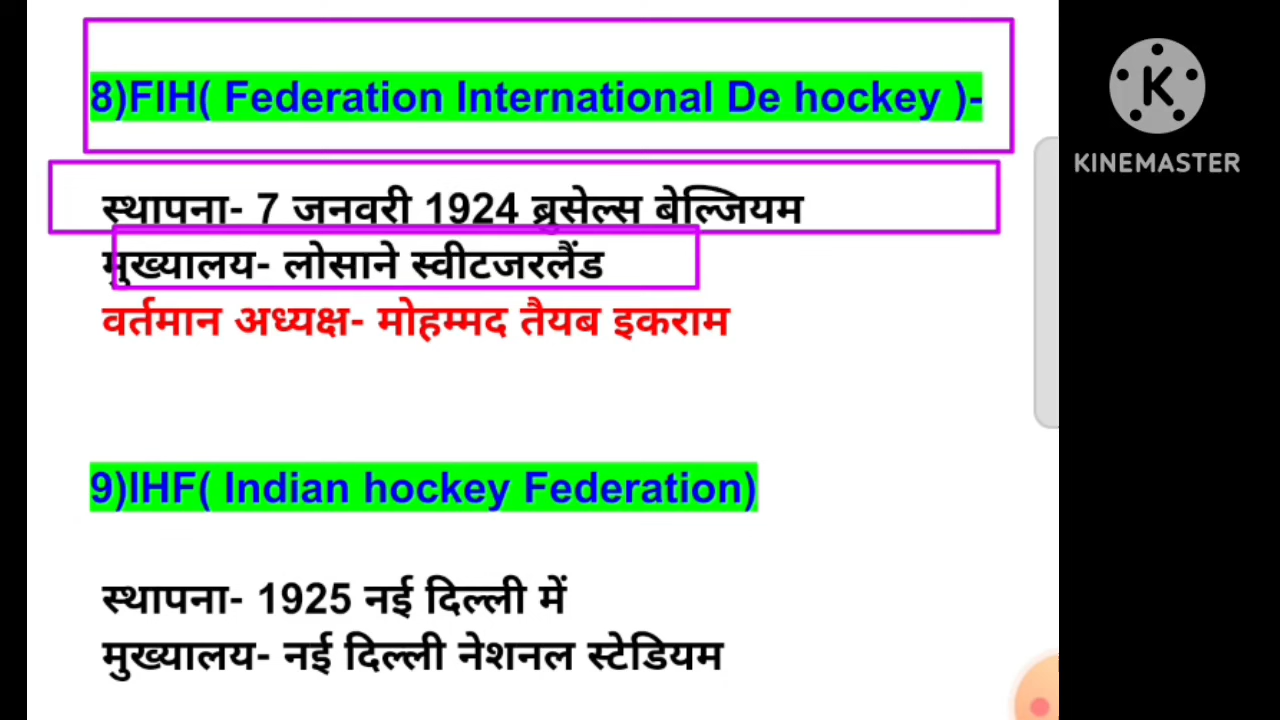 8)FIH( Federation International De hockey )-
स्थापना- 7 जनवरी 1924 ब्रुसेल्स बेल्जियम
मुख्यालय- लोसाने स्वीटजरलैंड
वर्तमान अध्यक्ष- मोहम्मद तैयब इकराम
9)IHF( Indian hockey Federation)
स्थापना- 1925 नई दिल्ली में
मुख्यालय- नई दिल्ली नेशनल स्टेडियम
K
KINEMASTER